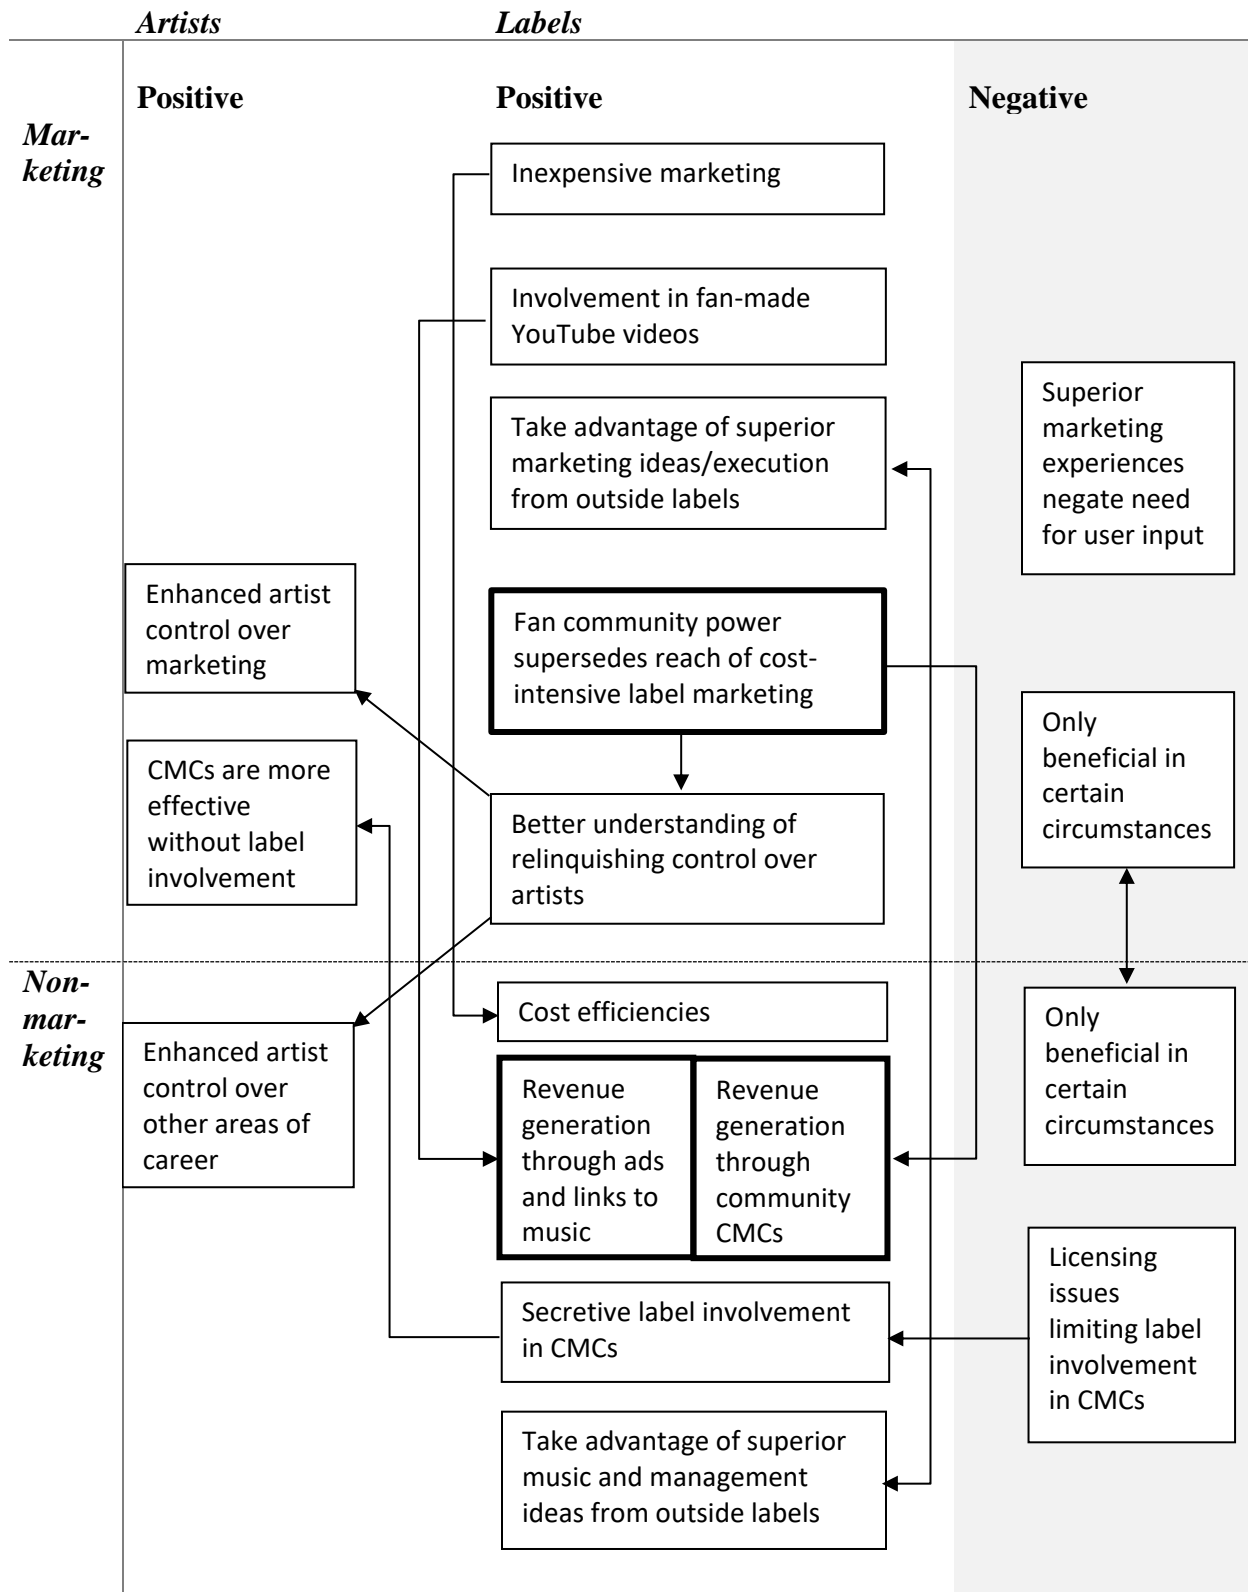 Artists
Labels
Positive
Positive
Negative
Mar-
keting
Inexpensive marketing
Involvement in fan-made
YouTube videos
Take advantage of superior
marketing ideas/execution
from outside labels
Superior
marketing
experiences
negate need
for user input
Enhanced artist
control over
marketing
Fan community power
supersedes reach of cost-
intensive label marketing
Only
beneficial in
certain
circumstances
CMCs are more
effective
without label
involvement
Better understanding of
relinquishing control over
artists
Non-
mar-
keting
Cost efficiencies
Enhanced artist
control over
other areas of
career
Revenue
generation
through ads
and links to
music
Revenue
generation
through
community
CMCs
Only
beneficial in
certain
circumstances
Secretive label involvement
in CMCs
Licensing
issues
limiting label
involvement
in CMCs
Take advantage of superior
music and management
ideas from outside labels